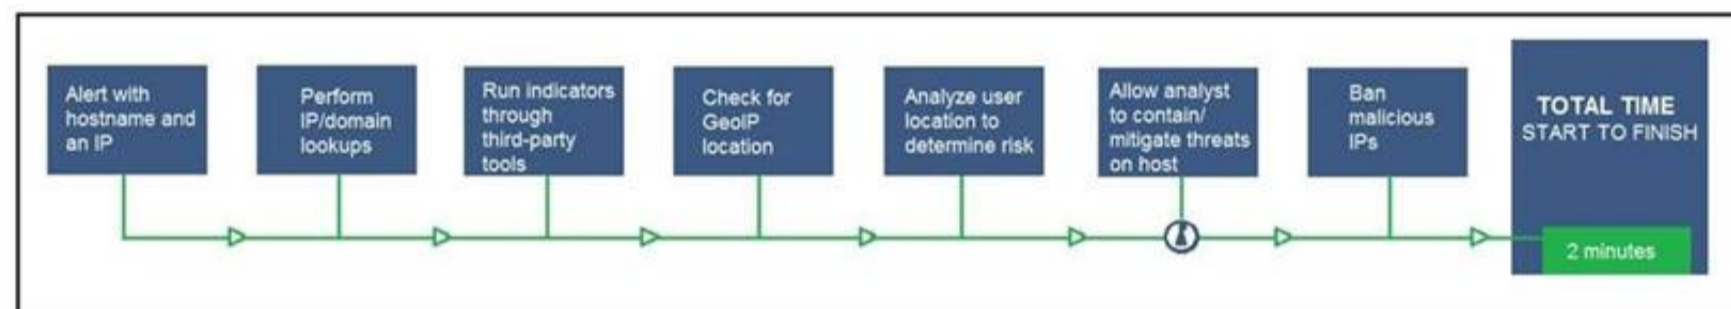 Alert with
hostname and
an IP
Perform
IP/domain
lookups
Run indicators
through
third-party
tools
Check for
GeoIP
location
Analyze user
location to
determine risk
Allow analyst
to contain/
mitigate threats
on host
Ban
malicious
IPs
TOTAL TIME
START TO FINISH
2 minutes